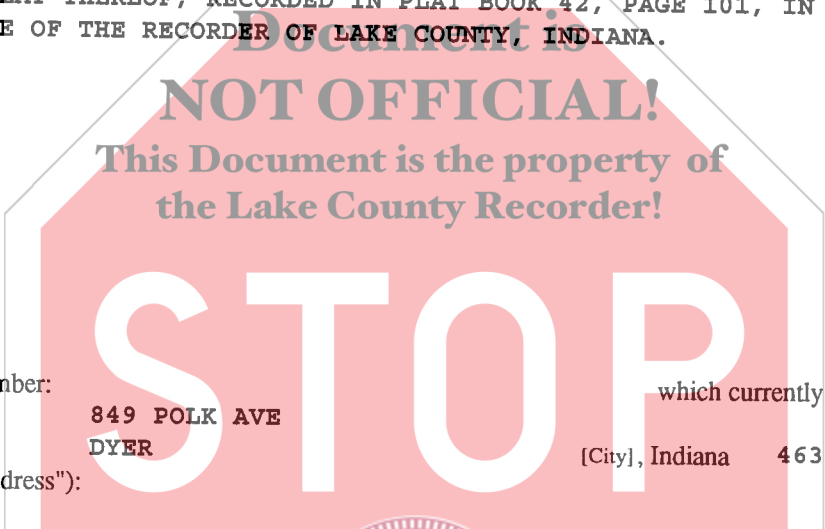 LAT THEREOF, RECORDED IN PLAT BOOK 42, PAGE 101, IN
E OF THE RECORDER OF LAKE COUNTY, INDIANA.
Document is
NOT OFFICIAL!
This Document is the property of
the Lake County Recorder!
STOP
mber: which currently
849 POLK AVE
DYER [City], Indiana 463
dress"):